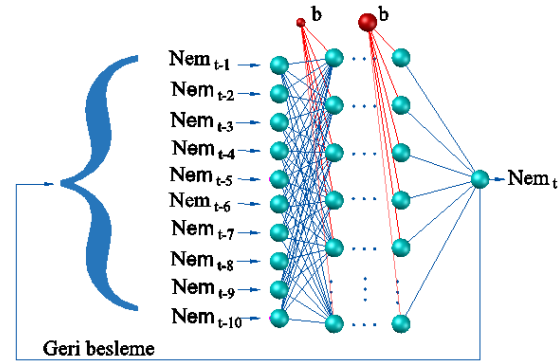 b b
Nem t-1
Nem t-2
Nem t-3
Nem t-4
Nem t-5
Nem t-6
Nem t-7
Nem t-8
Nem t-9
Nem t-10
Nem t
Geri besleme